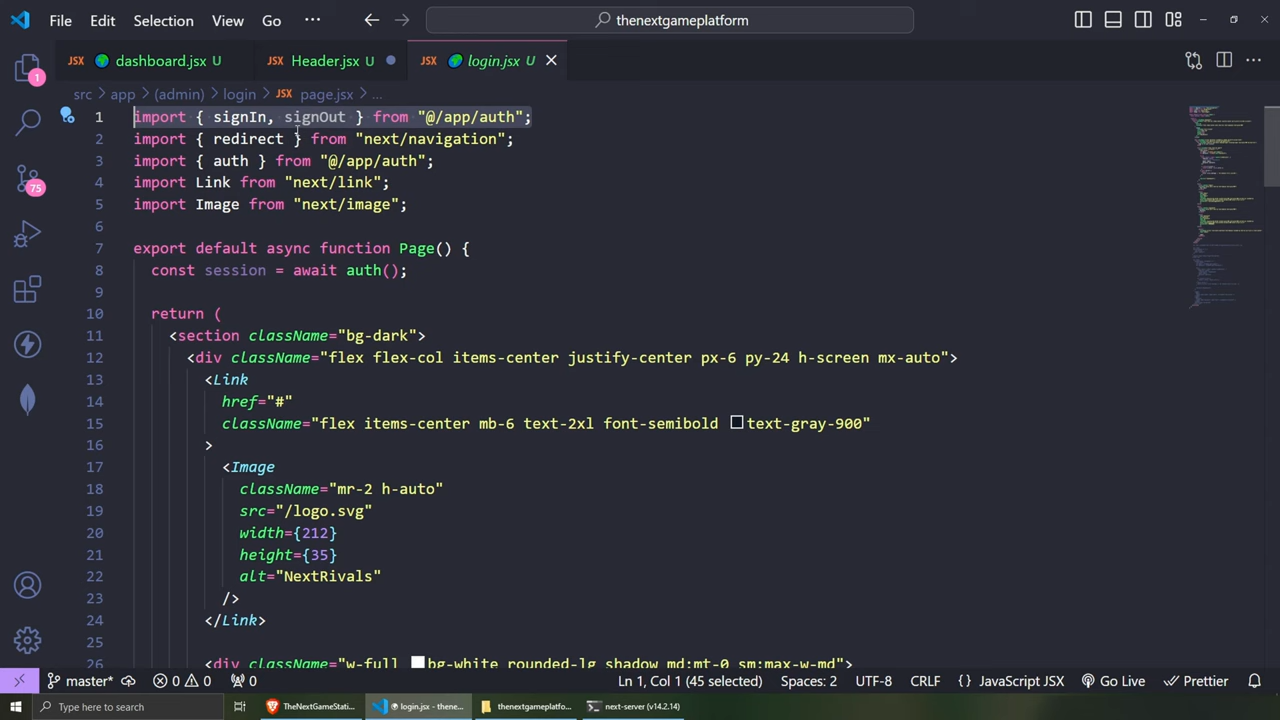 File Edit Selection View Go ··· thenextgameplatform
JSX dashboard.jsx U JSX Header.jsx U JSX login.jsx U
src > app > (admin) > login > JSX page.jsx > ...
1 import { signIn, signOut } from "@/app/auth";
2 import { redirect } from "next/navigation";
3 import { auth } from "@/app/auth";
4 import Link from "next/link";
5 import Image from "next/image";
6
7 export default async function Page() {
8 const session = await auth();
9
10 return (
11 <section className="bg-dark">
12 <div className="flex flex-col items-center justify-center px-6 py-24 h-screen mx-auto">
13 <Link
14 href="#"
15 className="flex items-center mb-6 text-2xl font-semibold text-gray-900"
16 >
17 <Image
18 className="mr-2 h-auto"
19 src="/logo.svg"
20 width={212}
21 height={35}
22 alt="NextRivals"
23 />
24 </Link>
25
26 <div className="w-full bg-white rounded-lg shadow md:mt-0 sm:max-w-md">
1
75
master* 0 0 0 Ln 1, Col 1 (45 selected) Spaces: 2 UTF-8 CRLF {} JavaScript JSX Go Live Prettier
Type here to search TheNextGameStati... login.jsx - thene... thenextgameplatfo... next-server (v14.2.14)